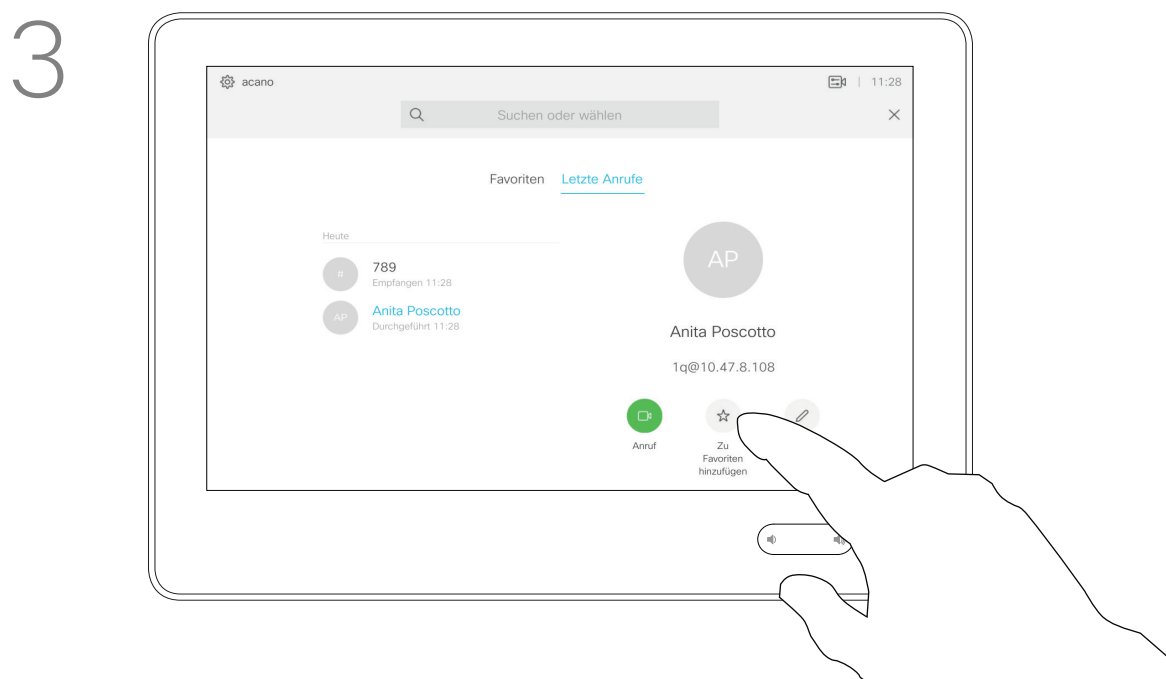 3
acano
11:28
Suchen oder wählen
Favoriten Letzte Anrufe
Heute
#
789
Empfangen 11:28
AP
Anita Poscotto
Durchgeführt 11:28
AP
Anita Poscotto
1q@10.47.8.108
Anruf
Zu
Favoriten
hinzufügen